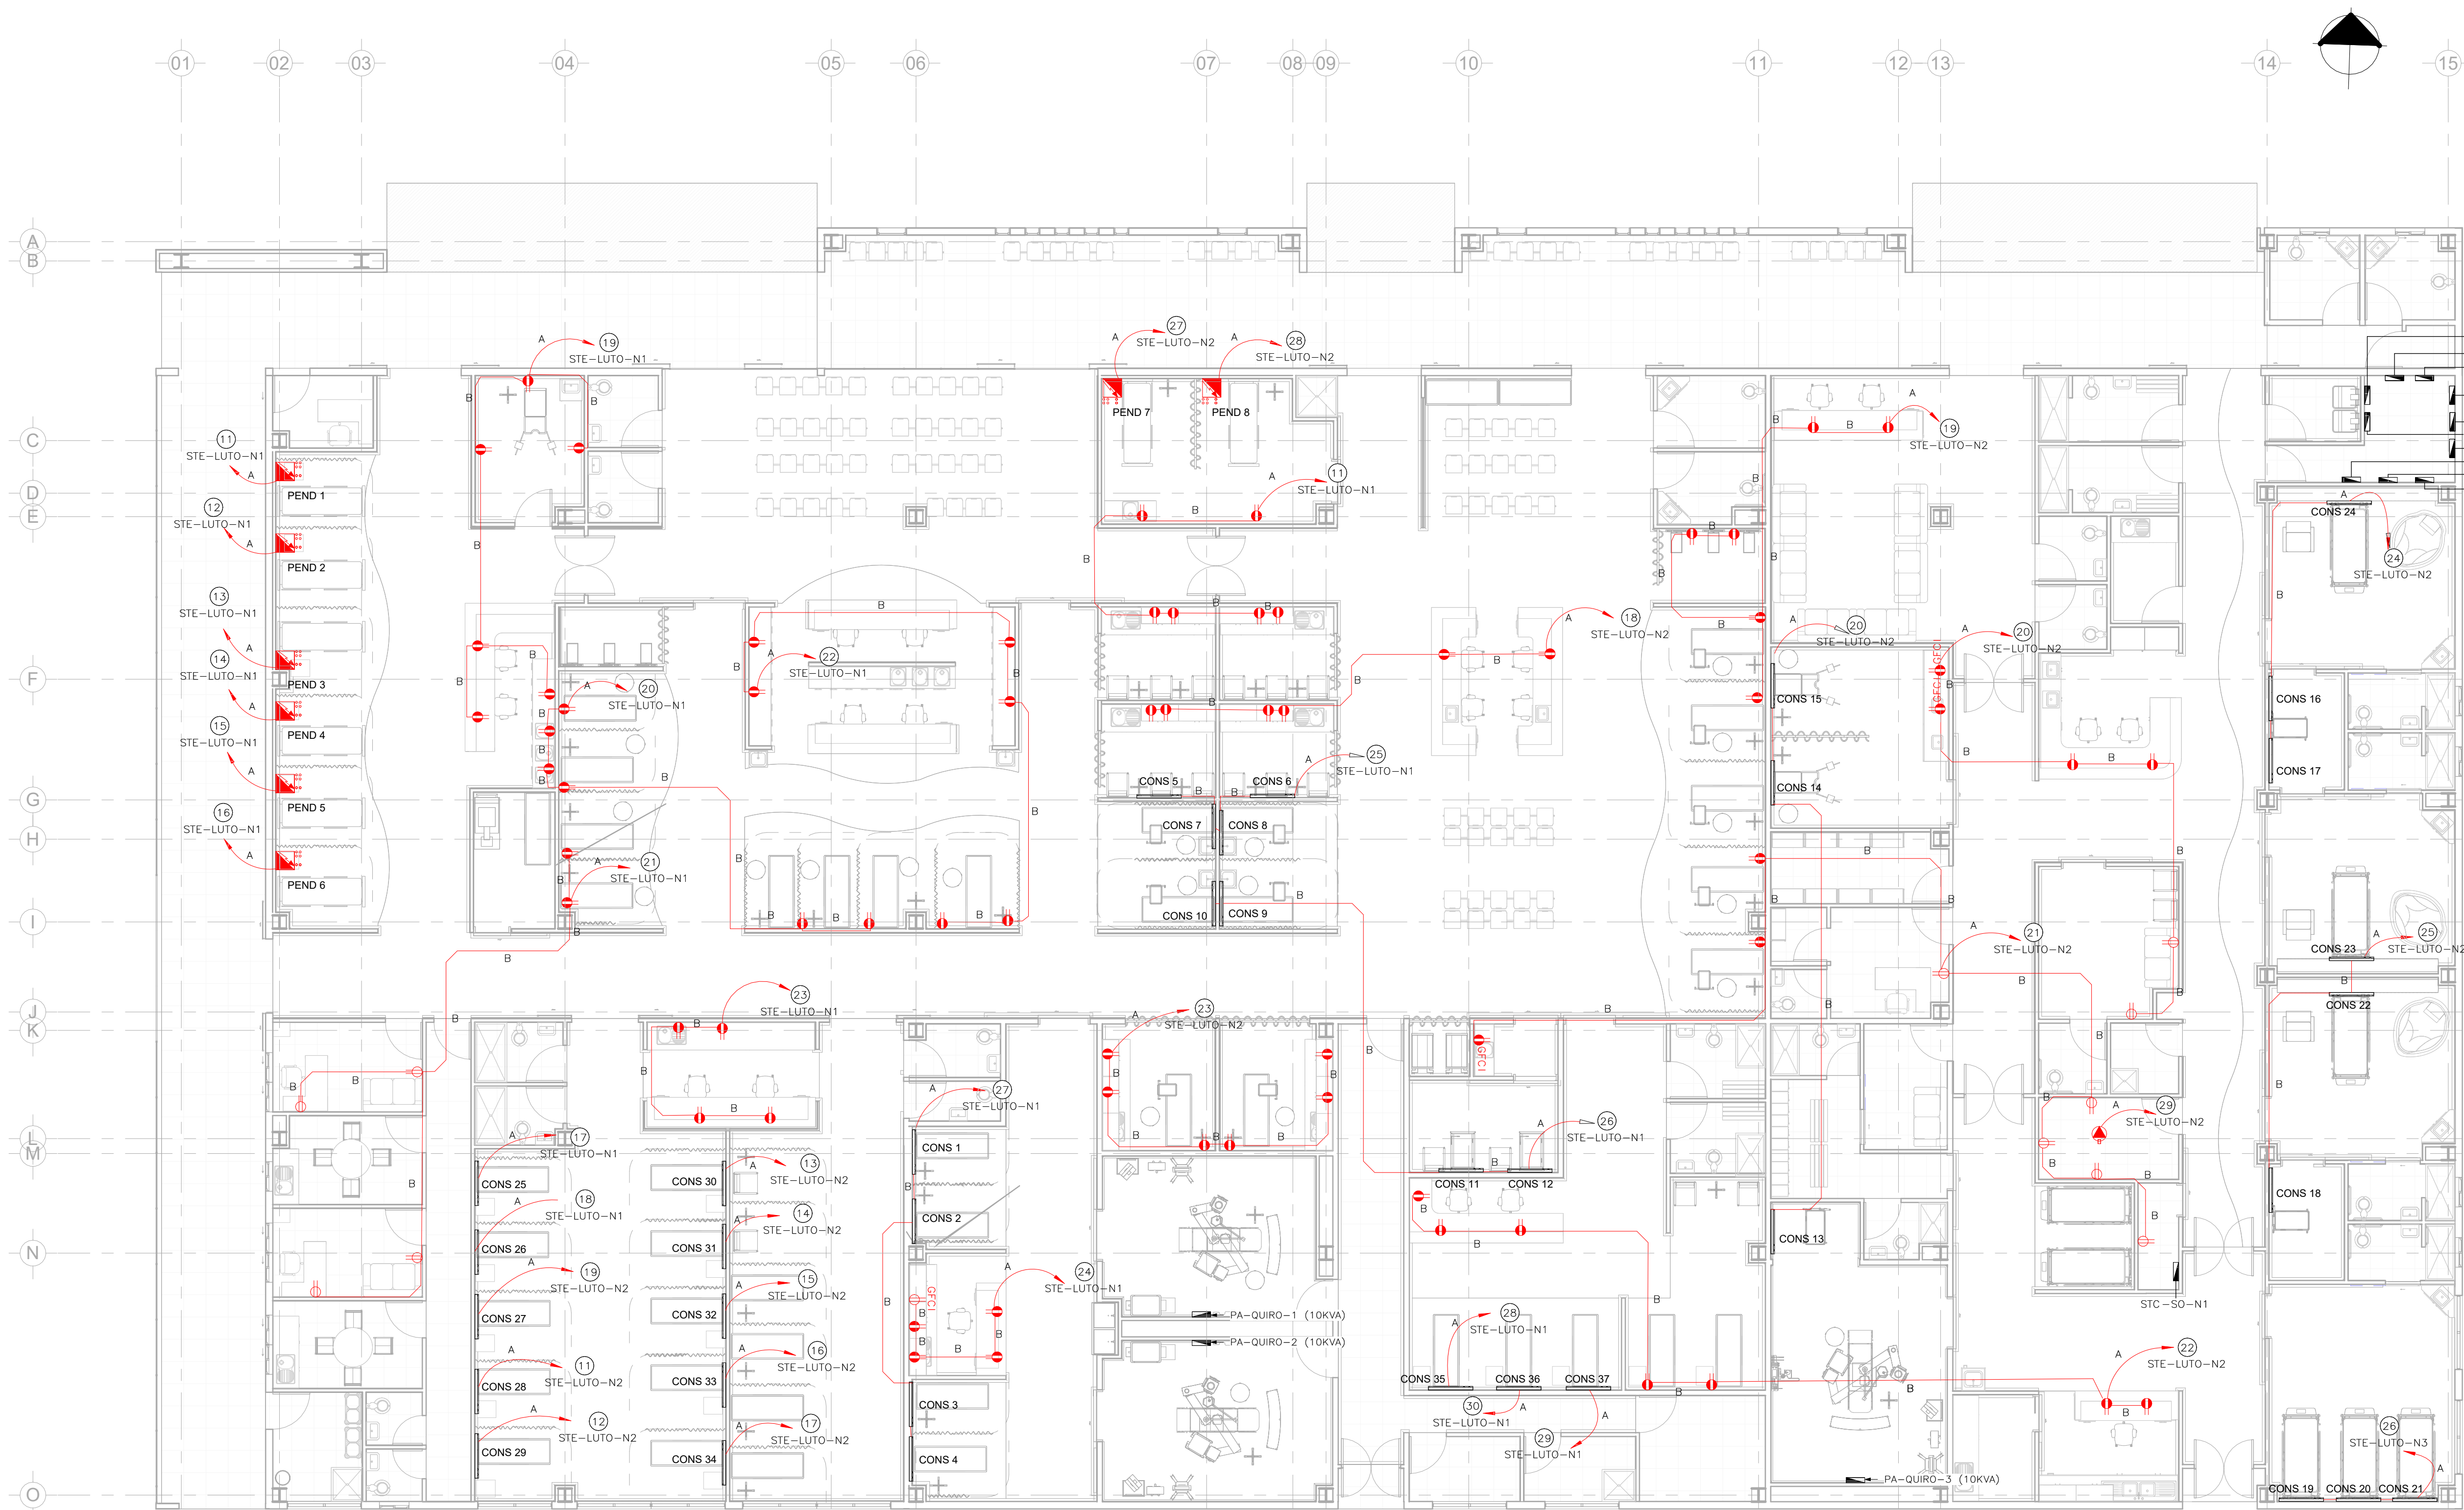 01 02 03 04 05 06 07 08 09 10 11 12 13 14 15
A
B
27
A
STE-LUTO-N2
28
A
STE-LUTO-N2
19
A
STE-LUTO-N1
PEND 7
PEND 8
B
B
A
19
STE-LUTO-N2
B
B
C
11
STE-LUTO-N1
A
11
A
STE-LUTO-N1
B
B
D
PEND 1
E
A
CONS 24
12
STE-LUTO-N1
A
B
B
B
24
STE-LUTO-N2
PEND 2
B
B
B
13
STE-LUTO-N1
A
B
B
B
B
A
18
STE-LUTO-N2
B
A
20
STE-LUTO-N2
A
20
STE-LUTO-N2
GFCI
GFCI
14
STE-LUTO-N1
A
PEND 3
F
B
B
A
22
STE-LUTO-N1
B
B
A
20
STE-LUTO-N1
B
B
B
B
CONS 15
CONS 16
B
15
STE-LUTO-N1
A
PEND 4
B
B
B
B
B
A
25
STE-LUTO-N1
CONS 5
CONS 6
B
B
B
CONS 14
CONS 17
PEND 5
G
16
STE-LUTO-N1
A
B
CONS 7
CONS 8
H
B
A
21
STE-LUTO-N1
B
B
B
B
PEND 6
CONS 10
CONS 9
B
B
B
B
B
B
B
I
B
B
A
21
STE-LUTO-N2
CONS 23
A
25
STE-LUTO-N2
B
B
B
CONS 22
J
K
23
STE-LUTO-N1
B
A
23
STE-LUTO-N2
B
B
B
B
B
GFCI
B
B
B
B
B
B
B
B
A
27
STE-LUTO-N1
B
B
B
B
A
26
STE-LUTO-N1
B
A
29
STE-LUTO-N2
B
B
L
M
A
17
STE-LUTO-N1
CONS 25
CONS 30
A
13
STE-LUTO-N2
CONS 1
B
CONS 11
CONS 12
CONS 18
B
A
18
STE-LUTO-N1
CONS 26
CONS 31
A
14
STE-LUTO-N2
CONS 2
B
B
CONS 13
B
N
A
19
STE-LUTO-N2
CONS 27
CONS 32
A
15
STE-LUTO-N2
B
GFCI
B
B
B
B
A
24
STE-LUTO-N1
PA-QUIRO-1 (10KVA)
PA-QUIRO-2 (10KVA)
B
STC-SO-N1
A
28
STE-LUTO-N1
A
22
STE-LUTO-N2
A
11
STE-LUTO-N2
CONS 28
CONS 33
A
16
STE-LUTO-N2
CONS 3
CONS 35
CONS 36
CONS 37
B
B
B
A
12
STE-LUTO-N2
CONS 29
CONS 34
A
17
STE-LUTO-N2
CONS 4
30
STE-LUTO-N1
A
A
29
STE-LUTO-N1
26
STE-LUTO-N3
A
PA-QUIRO-3 (10KVA)
CONS 19
CONS 20
CONS 21
O